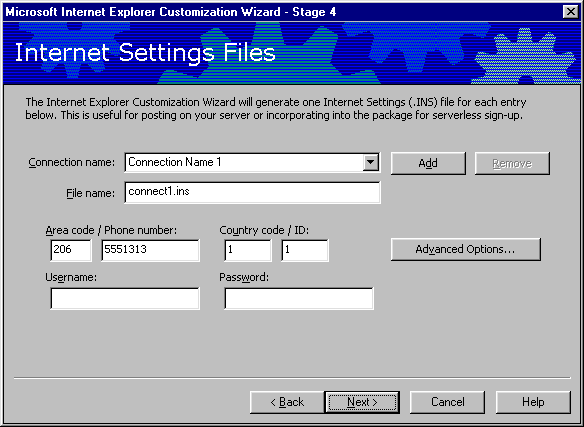 Microsoft Internet Explorer Customization Wizard - Stage 4
Internet Settings Files
The Internet Explorer Customization Wizard will generate one Internet Settings (.INS) file for each entry
below. This is useful for posting on your server or incorporating into the package for serverless sign-up.
Connection name: Connection Name 1 Add Remove
File name: connect1.ins
Area code / Phone number: Country code / ID:
206 5551313 1 1 Advanced Options...
Username: Password:
< Back Next > Cancel Help